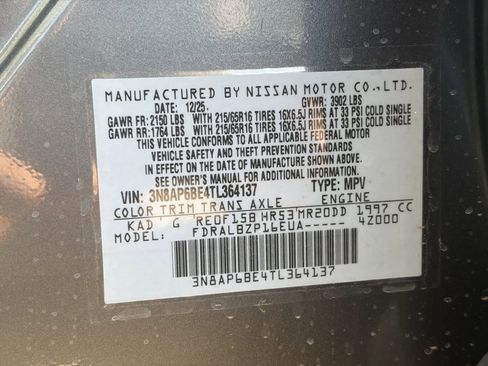 MANUFACTURED BY NISSAN MOTOR CO.,LTD.
DATE: 12/25 GVWR: 3902 LBS
GAWR FR: 2150 LBS WITH 215/65R16 TIRES 16X6.5J RIMS AT 33 PSI COLD SINGLE
GAWR RR: 1764 LBS WITH 215/65R16 TIRES 16X6.5J RIMS AT 33 PSI COLD SINGLE
THIS VEHICLE CONFORMS TO ALL APPLICABLE FEDERAL MOTOR
VEHICLE SAFETY AND THEFT PREVENTION STANDARDS
IN EFFECT ON THE DATE OF MANUFACTURE SHOWN ABOVE.
SEE OWNER'S MANUAL FOR ADDITIONAL INFORMATION.
VIN: 3N8AP6BE4TL364137 TYPE: MPV
COLOR TRIM TRANS AXLE ENGINE
KAD G RE0F15B HR53 MR20DD 1997 CC
MODEL: FDRALBZP16EUA----- 4Z000
3N8AP6BE4TL364137